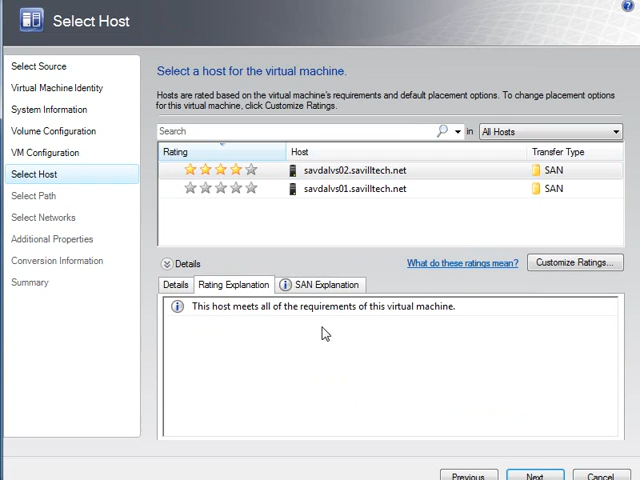 Select Host
Select Source
Virtual Machine Identity
System Information
Volume Configuration
VM Configuration
Select Host
Select Path
Select Networks
Additional Properties
Conversion Information
Summary
Select a host for the virtual machine.
Hosts are rated based on the virtual machine's requirements and default placement options. To change placement options
for this virtual machine, click Customize Ratings.
Search
in
All Hosts
Rating Host Transfer Type
savdalvs02.savilltech.net SAN
savdalvs01.savilltech.net SAN
Details
What do these ratings mean?
Customize Ratings...
Details Rating Explanation SAN Explanation
This host meets all of the requirements of this virtual machine.
Previous Next Cancel